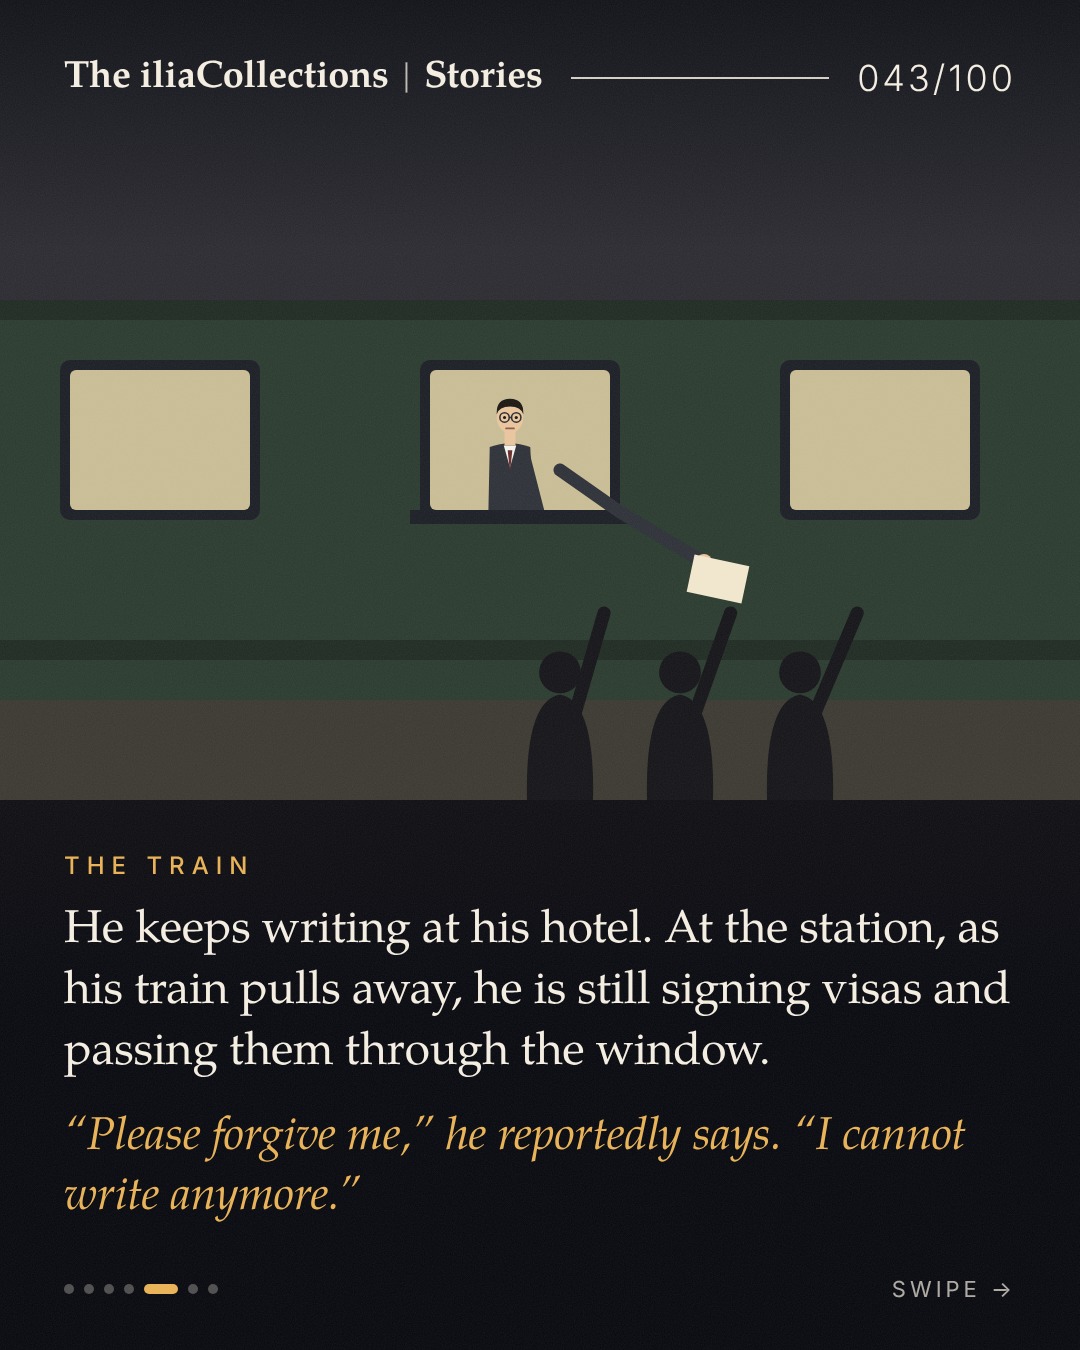 The iliaCollections | Stories 043/100
THE TRAIN
He keeps writing at his hotel. At the station, as
his train pulls away, he is still signing visas and
passing them through the window.
“Please forgive me,” he reportedly says. “I cannot
write anymore.”
SWIPE →